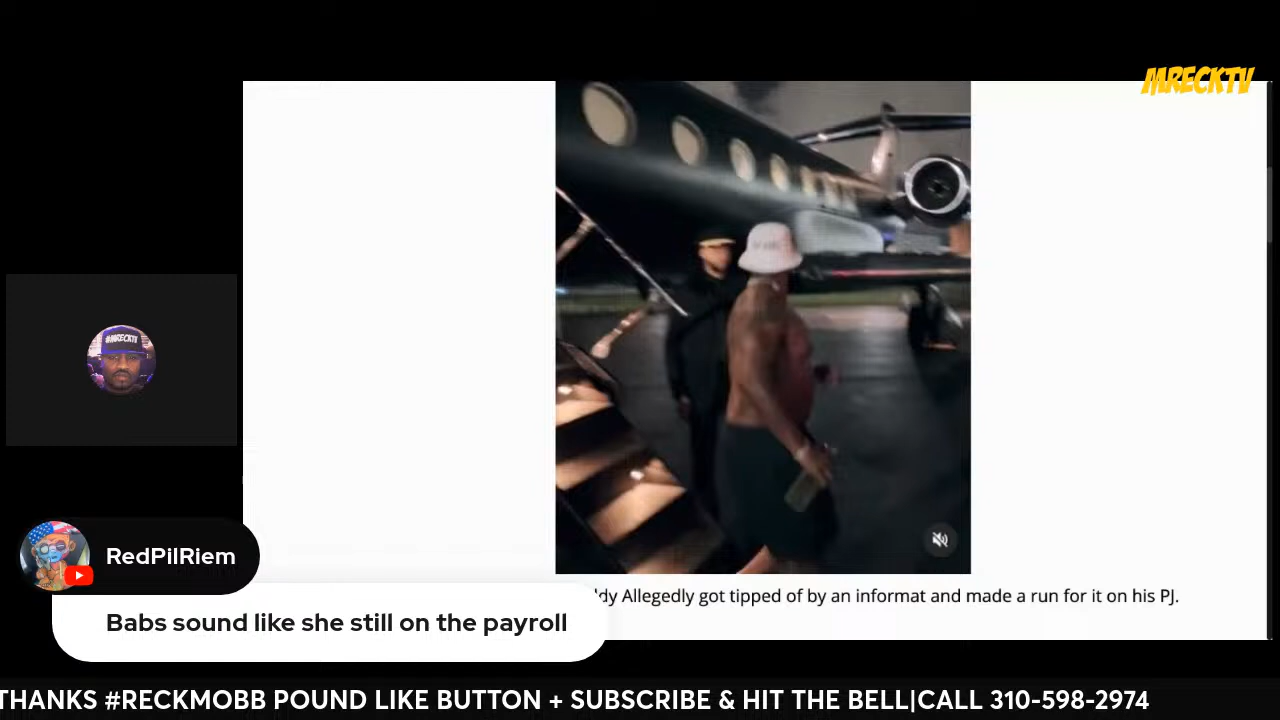 MRECKTV
#MRECKTV
ddy Allegedly got tipped of by an informat and made a run for it on his PJ.
RedPilRiem
Babs sound like she still on the payroll
THANKS #RECKMOBB POUND LIKE BUTTON + SUBSCRIBE & HIT THE BELL|CALL 310-598-2974